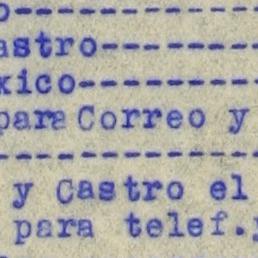 o---------
astro--------
xico---------
para Correo y
-------------
y Castro el
para telef.